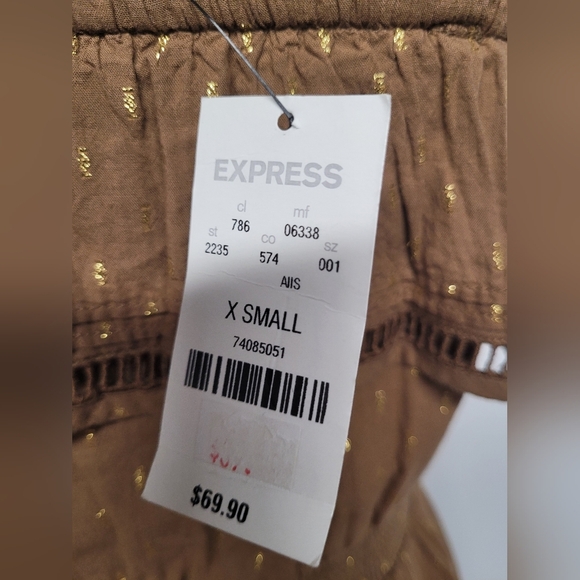 EXPRESS
cl mf
786 06338
st co sz
2235 574 001
AIIS
X SMALL
74085051
$69.90